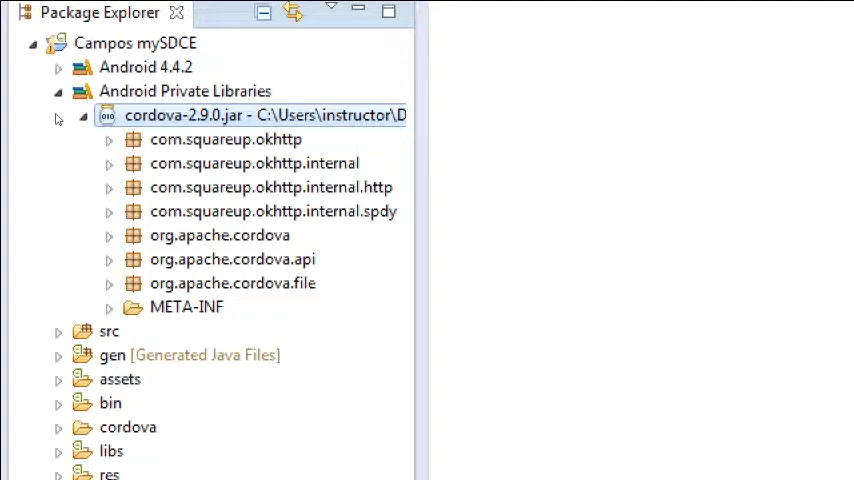 Package Explorer
Campos mySDCE
Android 4.4.2
Android Private Libraries
cordova-2.9.0.jar - C:\Users\instructor\D
com.squareup.okhttp
com.squareup.okhttp.internal
com.squareup.okhttp.internal.http
com.squareup.okhttp.internal.spdy
org.apache.cordova
org.apache.cordova.api
org.apache.cordova.file
META-INF
src
gen [Generated Java Files]
assets
bin
cordova
libs
res